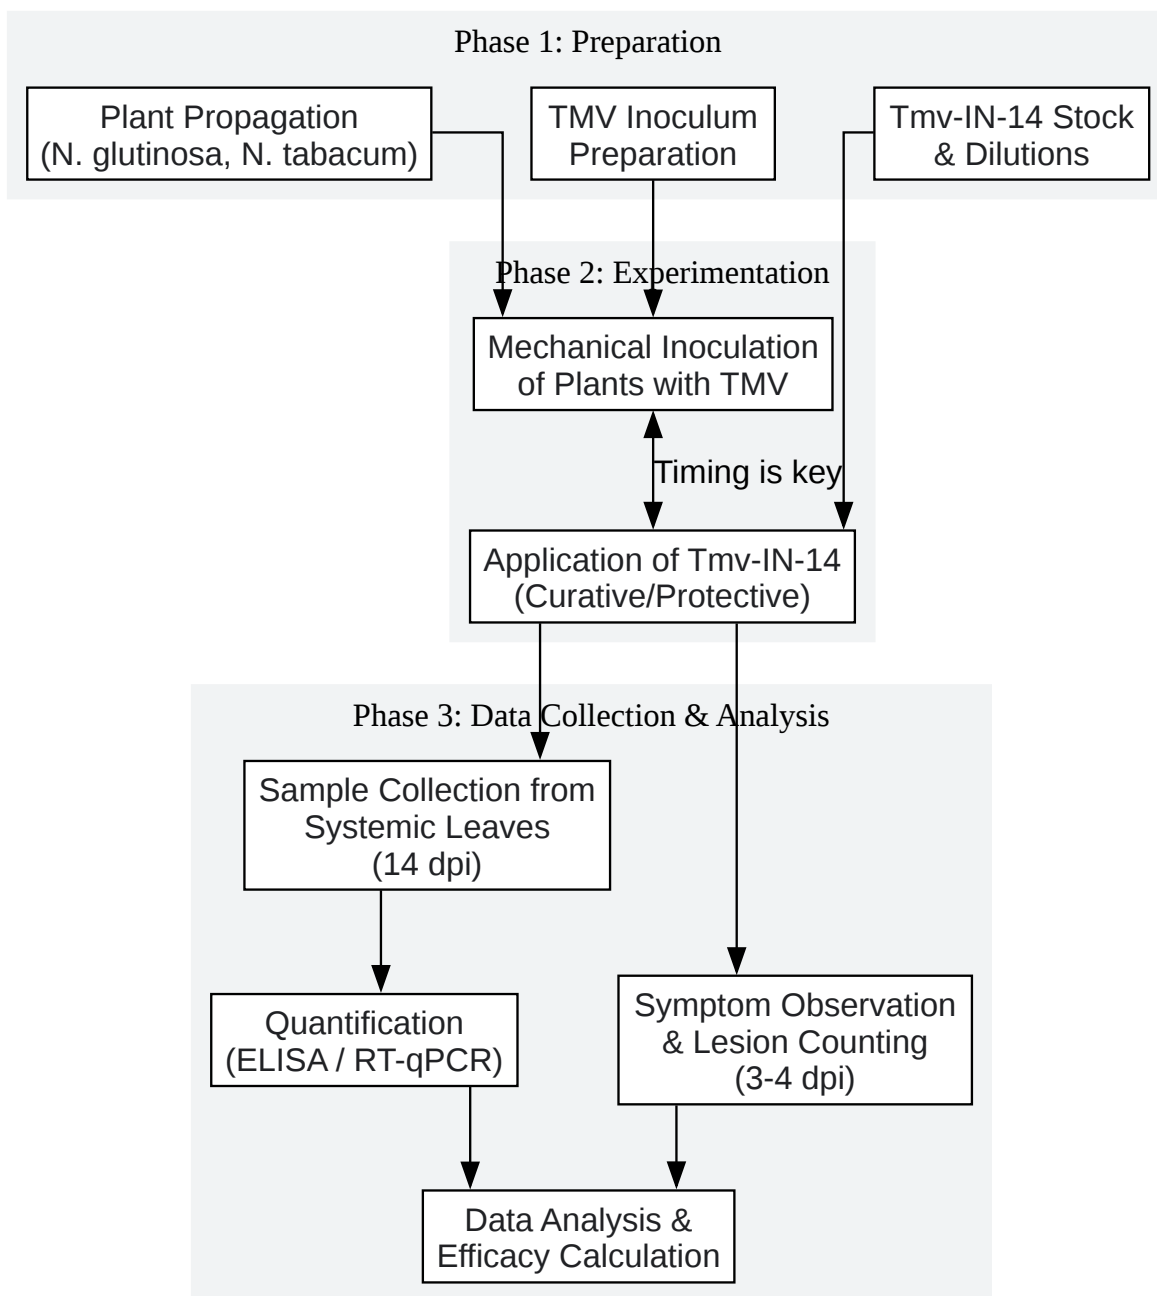 Phase 1: Preparation
Plant Propagation
(N. glutinosa, N. tabacum)
TMV Inoculum
Preparation
Tmv-IN-14 Stock
& Dilutions
Phase 2: Experimentation
Mechanical Inoculation
of Plants with TMV
Timing is key
Application of Tmv-IN-14
(Curative/Protective)
Phase 3: Data Collection & Analysis
Sample Collection from
Systemic Leaves
(14 dpi)
Quantification
(ELISA / RT-qPCR)
Symptom Observation
& Lesion Counting
(3-4 dpi)
Data Analysis &
Efficacy Calculation